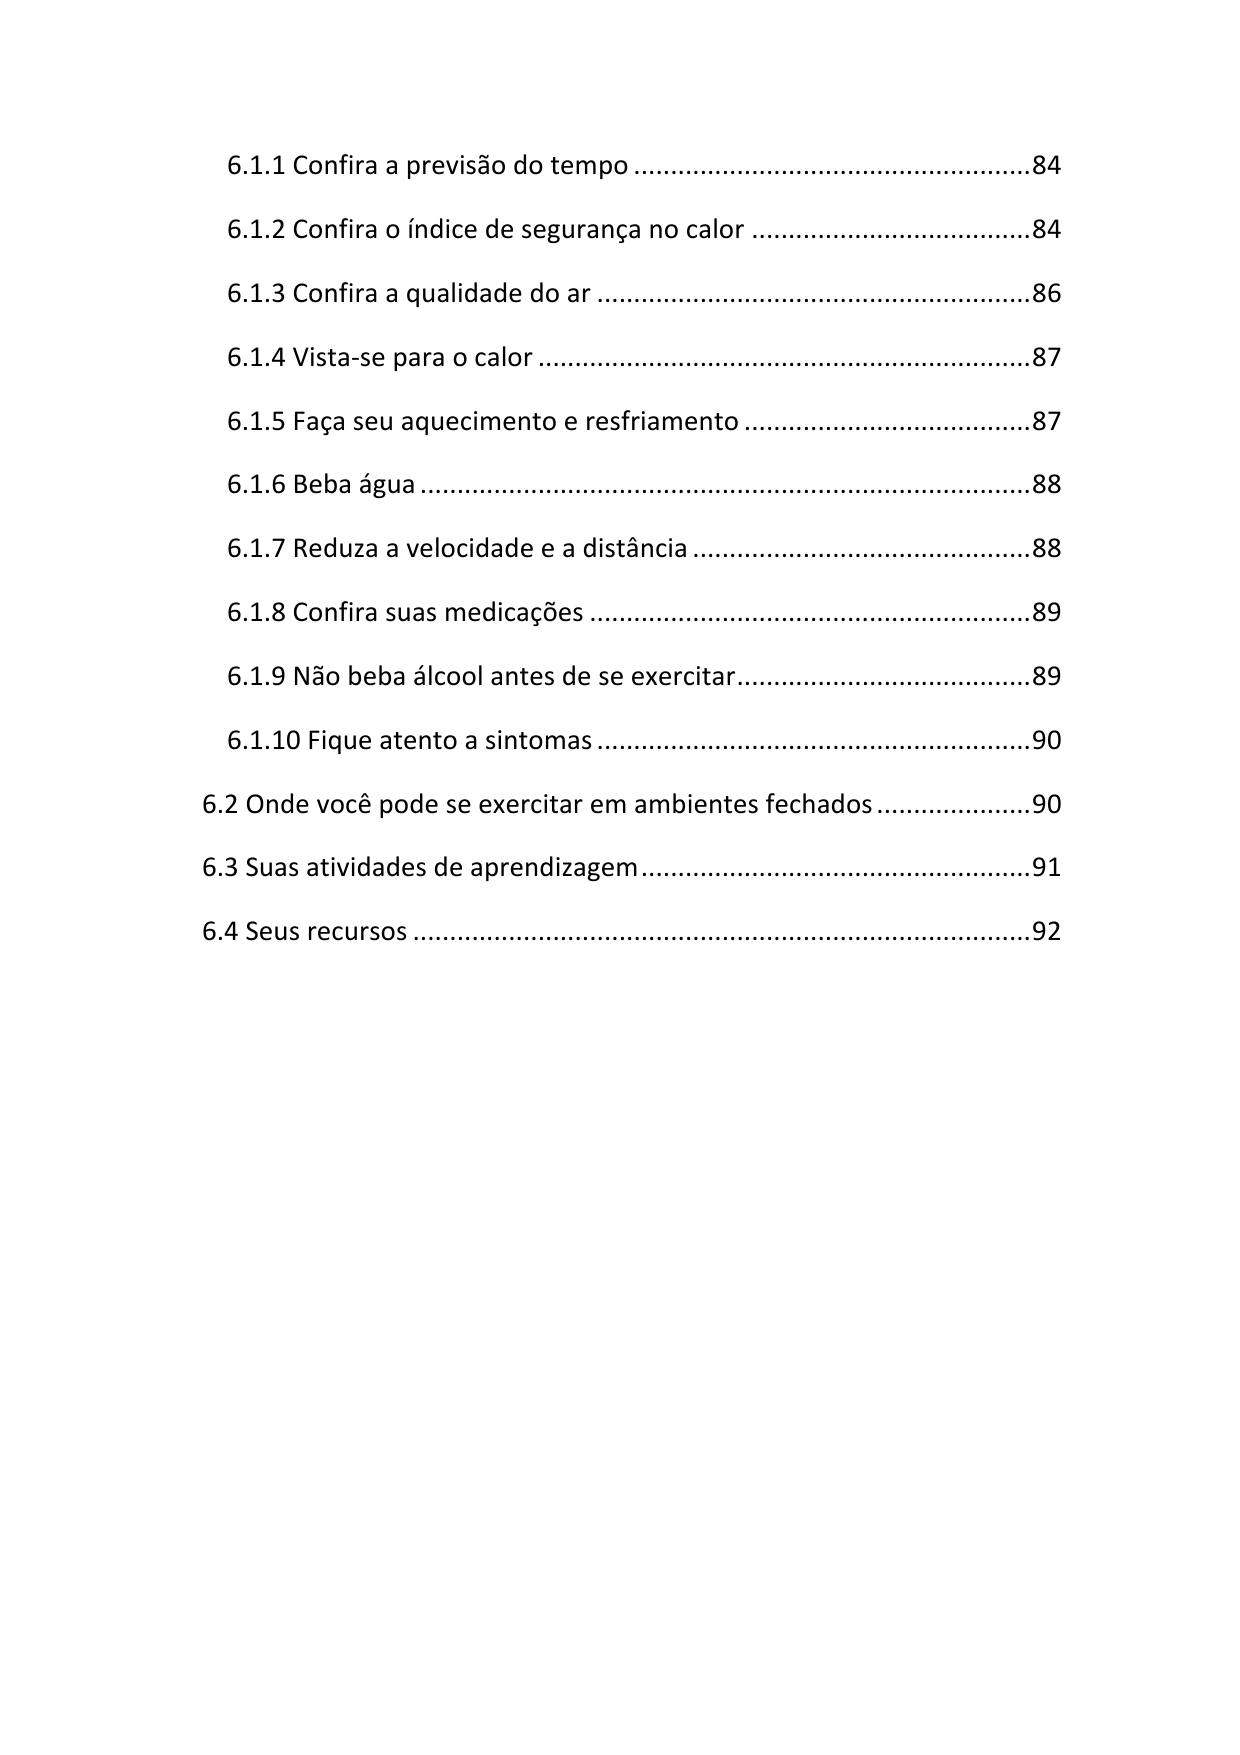 6.1.1 Confira a previsão do tempo ......................................................84
6.1.2 Confira o índice de segurança no calor ......................................84
6.1.3 Confira a qualidade do ar ...........................................................86
6.1.4 Vista-se para o calor ...................................................................87
6.1.5 Faça seu aquecimento e resfriamento .......................................87
6.1.6 Beba água ...................................................................................88
6.1.7 Reduza a velocidade e a distância ..............................................88
6.1.8 Confira suas medicações ............................................................89
6.1.9 Não beba álcool antes de se exercitar........................................89
6.1.10 Fique atento a sintomas ...........................................................90
6.2 Onde você pode se exercitar em ambientes fechados .....................90
6.3 Suas atividades de aprendizagem.....................................................91
6.4 Seus recursos ....................................................................................92